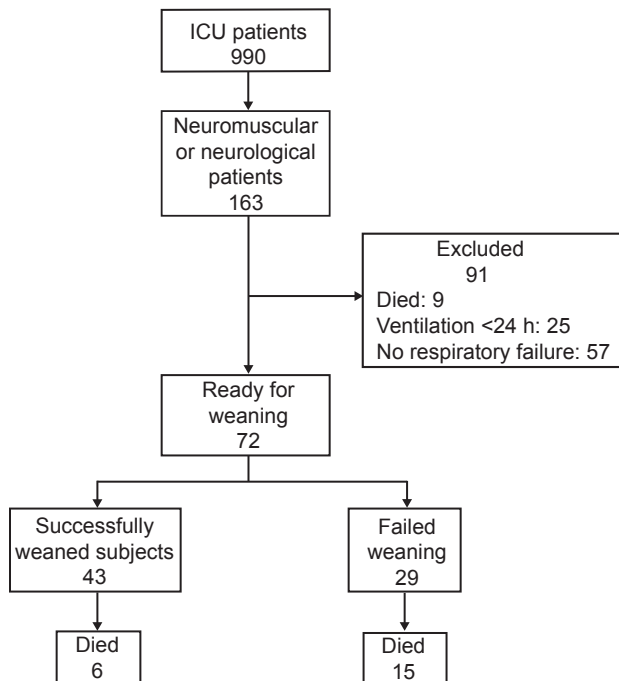 ICU patients
990
Neuromuscular
or neurological
patients
163
Excluded
91
Died: 9
Ventilation <24 h: 25
No respiratory failure: 57
Ready for
weaning
72
Successfully
weaned subjects
43
Failed
weaning
29
Died
6
Died
15